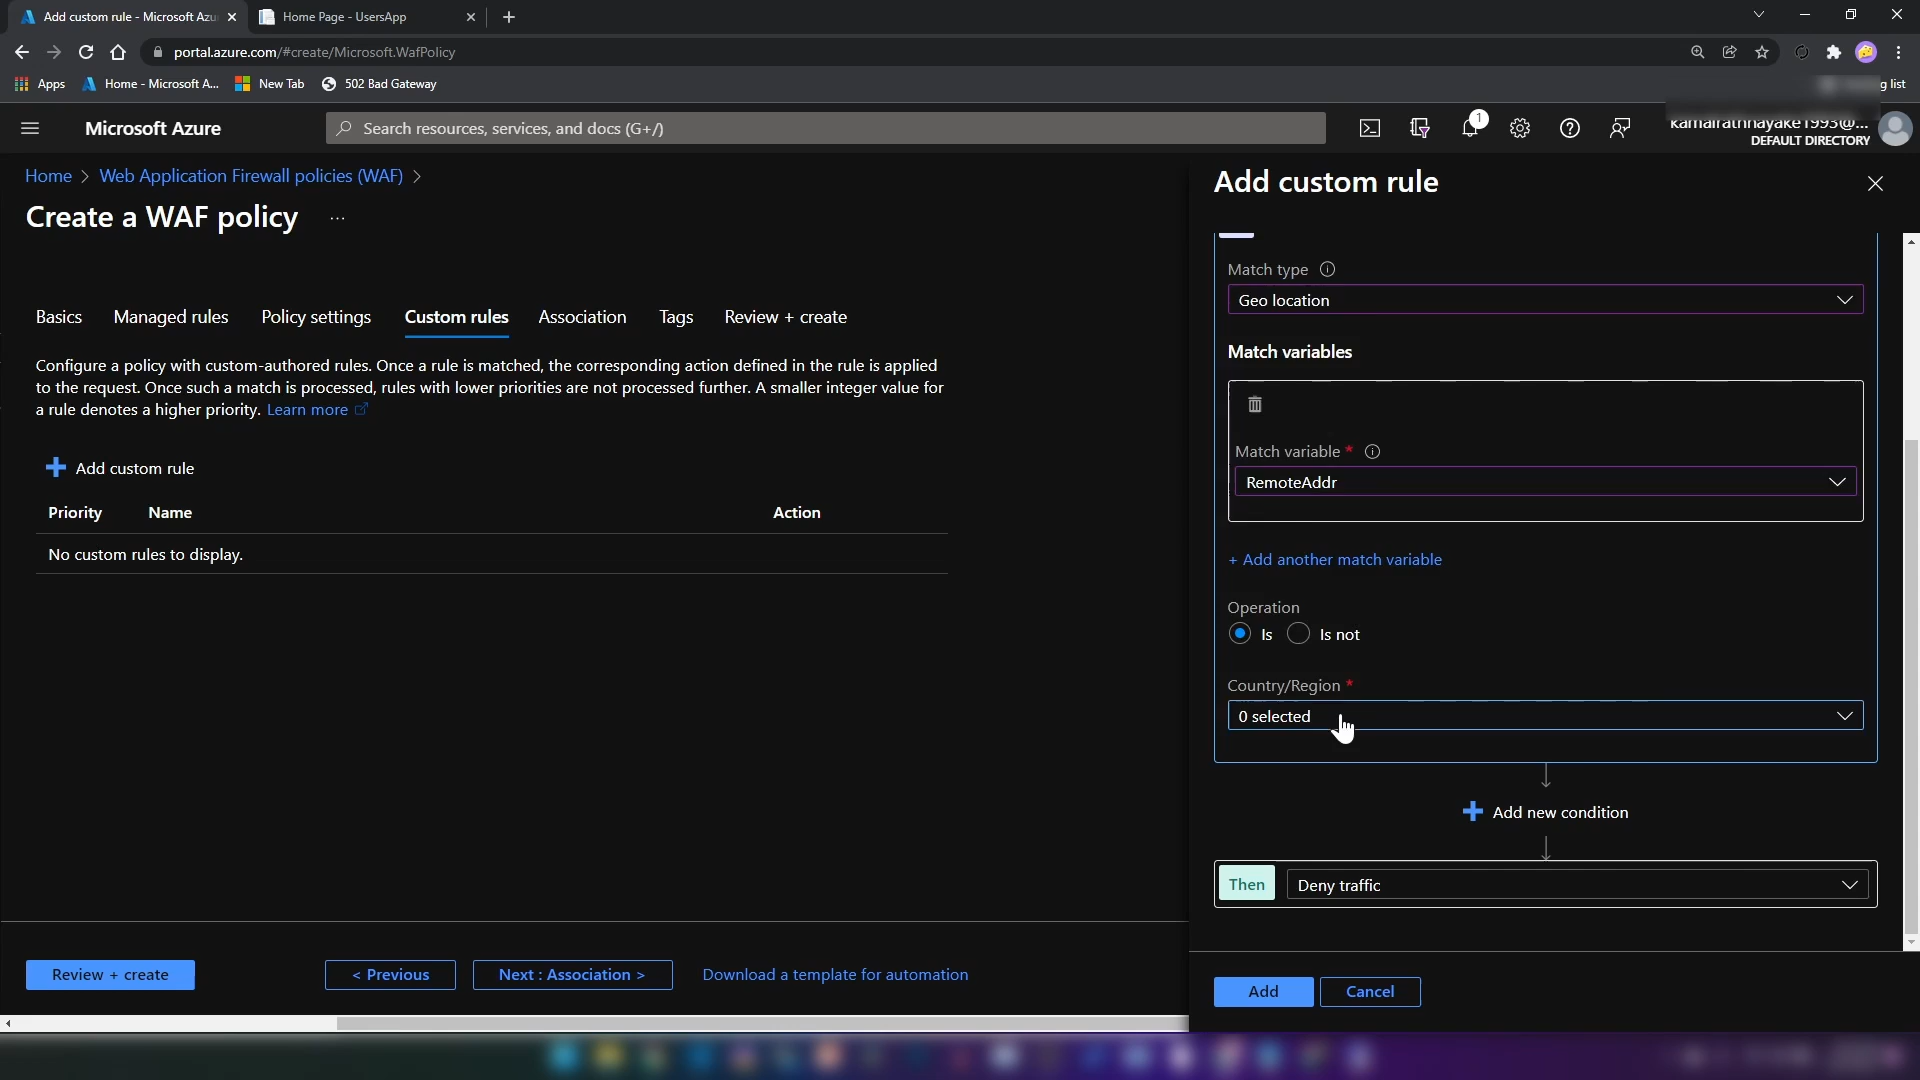 Add custom rule - Microsoft Azu
Home Page - UsersApp
portal.azure.com/#create/Microsoft.WafPolicy
Apps
Home - Microsoft A...
New Tab
502 Bad Gateway
list
Microsoft Azure
Search resources, services, and docs (G+/)
1
kamalrathnayake1993@...
DEFAULT DIRECTORY
Home > Web Application Firewall policies (WAF) >
Create a WAF policy ...
Basics
Managed rules
Policy settings
Custom rules
Association
Tags
Review + create
Configure a policy with custom-authored rules. Once a rule is matched, the corresponding action defined in the rule is applied
to the request. Once such a match is processed, rules with lower priorities are not processed further. A smaller integer value for
a rule denotes a higher priority. Learn more
Add custom rule
Priority Name Action
No custom rules to display.
Review + create
< Previous
Next : Association >
Download a template for automation
Add custom rule
Match type
Geo location
Match variables
Match variable *
RemoteAddr
+ Add another match variable
Operation
Is Is not
Country/Region *
0 selected
Add new condition
Then Deny traffic
Add
Cancel